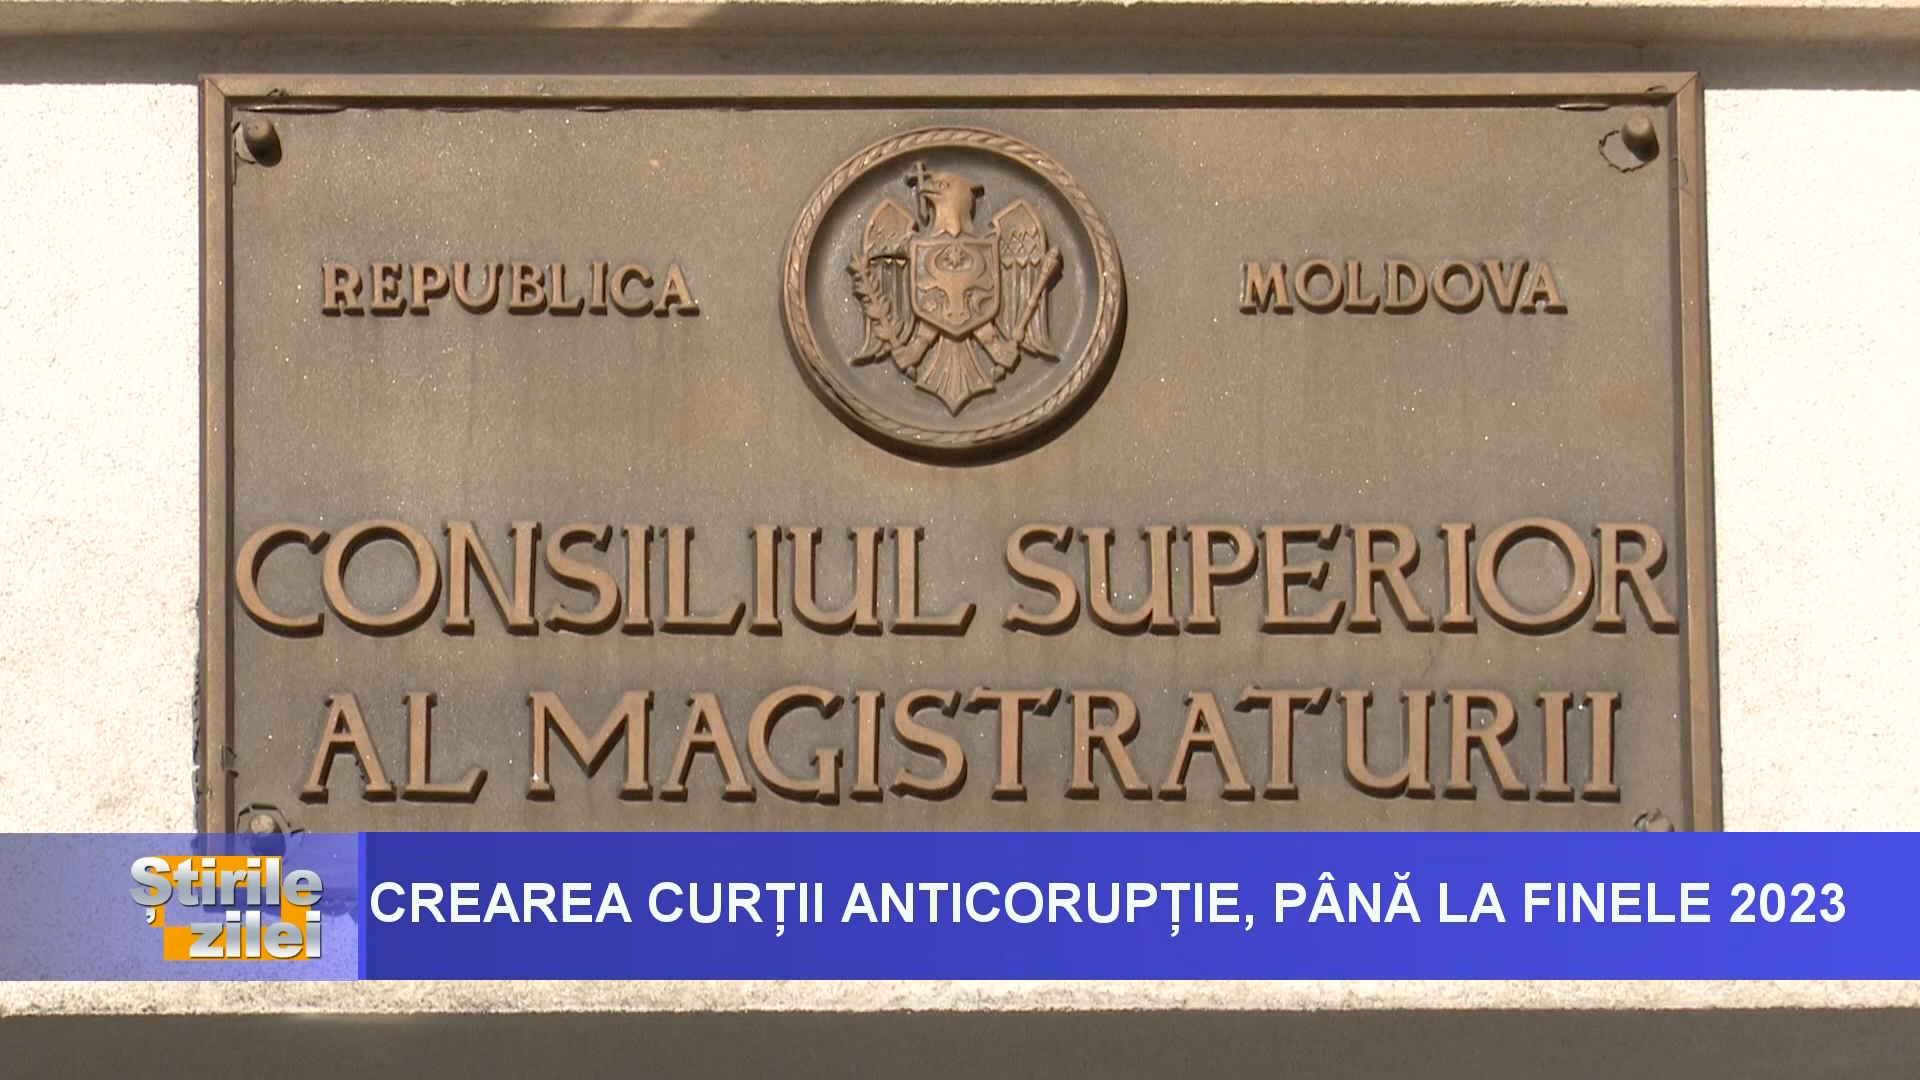 REPUBLICA MOLDOVA
CONSILIUL SUPERIOR
AL MAGISTRATURII
Știrile
zilei
CREAREA CURȚII ANTICORUPȚIE, PÂNĂ LA FINELE 2023